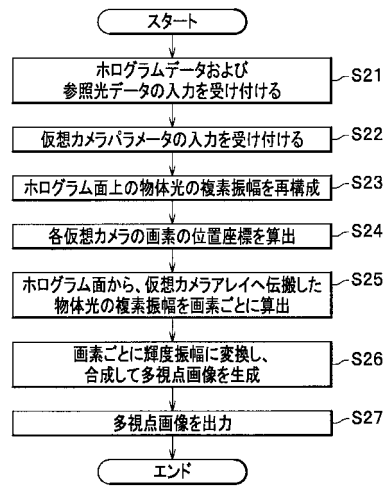 スタート
ホログラムデータおよび
参照光データの入力を受け付ける
S21
仮想カメラパラメータの入力を受け付ける
S22
ホログラム面上の物体光の複素振幅を再構成
S23
各仮想カメラの画素の位置座標を算出
S24
ホログラム面から、仮想カメラアレイへ伝搬した
物体光の複素振幅を画素ごとに算出
S25
画素ごとに輝度振幅に変換し、
合成して多視点画像を生成
S26
多視点画像を出力
S27
エンド